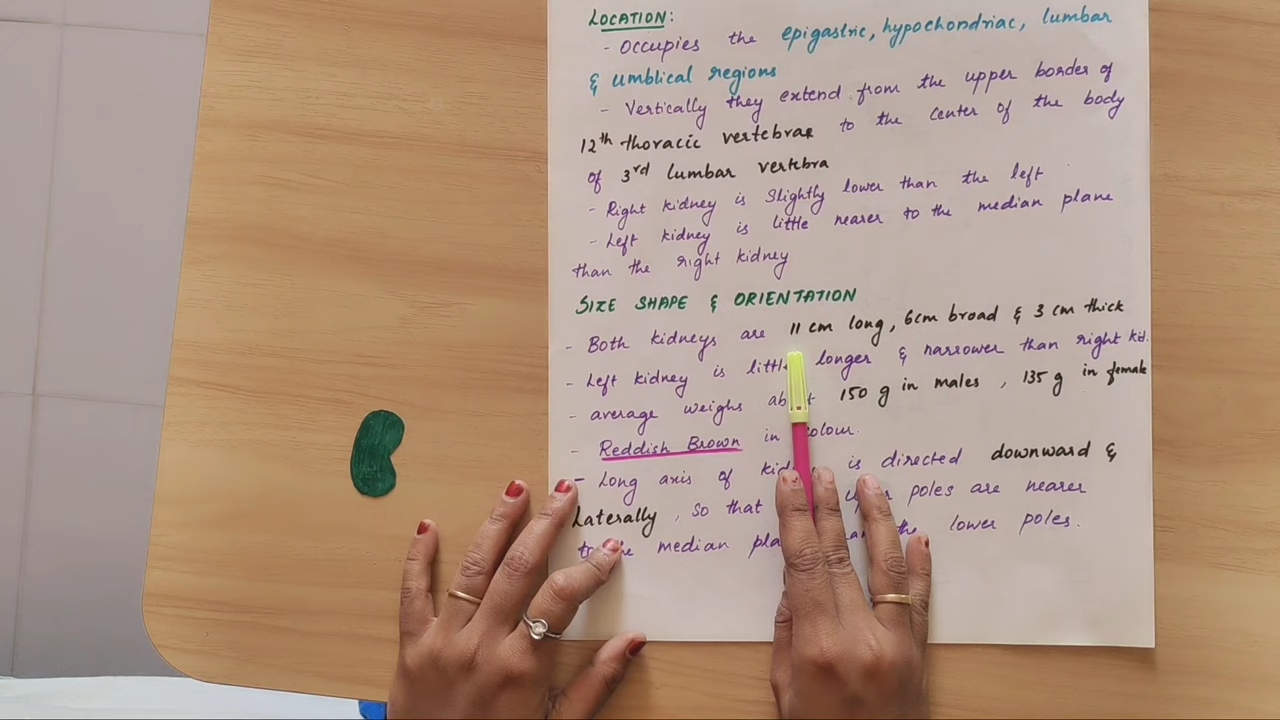 LOCATION:
- Occupies the epigastric, hypochondriac, lumbar
& umblical regions
- Vertically they extend from the upper border of
12th thoracic vertebrae to the center of the body
of 3rd lumbar vertebra
- Right kidney is slightly lower than the left
- Left kidney is little nearer to the median plane
than the right kidney
SIZE SHAPE & ORIENTATION
- Both kidneys are 11 cm long, 6cm broad & 3 cm thick
- Left kidney is little longer & narrower than right kid.
- average weighs 150 g in males, 135 g in female
- Reddish Brown in colour.
- Long axis of is directed downward &
Laterally, so that poles are nearer
median the lower poles.